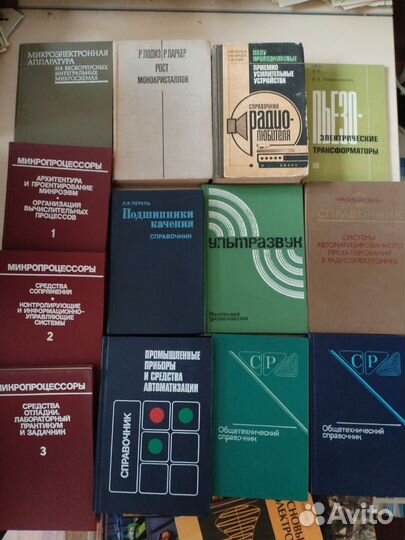 МИКРОЭЛЕКТРОННАЯ
АППАРАТУРА
НА БЕСКОРПУСНЫХ
ИНТЕГРАЛЬНЫХ
МИКРОСХЕМАХ
Р. ЛОДИЗ Р. ПАРКЕР
РОСТ
МОНОКРИСТАЛЛОВ
ПОЛУ
ПРОВОДНИКОВЫЕ
ПРИЕМНО-
УСИЛИТЕЛЬНЫЕ
УСТРОЙСТВА
СПРАВОЧНИК
РАДИО-
ЛЮБИТЕЛЯ
ПЬЕЗО-
ЭЛЕКТРИЧЕСКИЕ
ТРАНСФОРМАТОРЫ
МИКРОПРОЦЕССОРЫ
АРХИТЕКТУРА
И ПРОЕКТИРОВАНИЕ
МИКРОЭВМ
ОРГАНИЗАЦИЯ
ВЫЧИСЛИТЕЛЬНЫХ
ПРОЦЕССОВ
1
Л.Я. ПЕРЕЛЬ
Подшипники
качения
СПРАВОЧНИК
УЛЬТРАЗВУК
Маленькая
энциклопедия
СПРАВОЧНИК
СИСТЕМЫ
АВТОМАТИЗИРОВАННОГО
ПРОЕКТИРОВАНИЯ
В РАДИОЭЛЕКТРОНИКЕ
МИКРОПРОЦЕССОРЫ
СРЕДСТВА
СОПРЯЖЕНИЯ
КОНТРОЛИРУЮЩИЕ
И ИНФОРМАЦИОННО-
УПРАВЛЯЮЩИЕ
СИСТЕМЫ
2
МИКРОПРОЦЕССОРЫ
СРЕДСТВА
ОТЛАДКИ,
ЛАБОРАТОРНЫЙ
ПРАКТИКУМ
И ЗАДАЧНИК
3
ПРОМЫШЛЕННЫЕ
ПРИБОРЫ
И СРЕДСТВА
АВТОМАТИЗАЦИИ
СПРАВОЧНИК
СР
Общетехнический
справочник
СР
Общетехнический
справочник
Avito